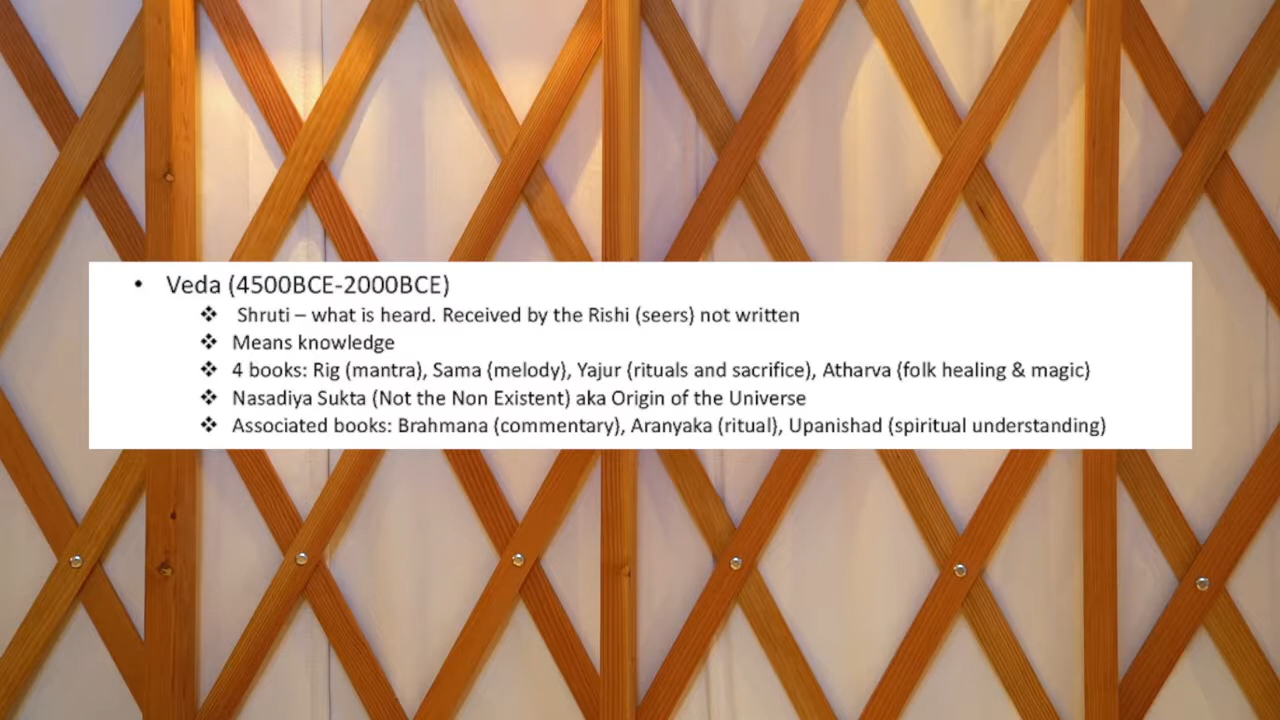 • Veda (4500BCE-2000BCE)
❖ Shruti – what is heard. Received by the Rishi (seers) not written
❖ Means knowledge
❖ 4 books: Rig (mantra), Sama (melody), Yajur (rituals and sacrifice), Atharva (folk healing & magic)
❖ Nasadiya Sukta (Not the Non Existent) aka Origin of the Universe
❖ Associated books: Brahmana (commentary), Aranyaka (ritual), Upanishad (spiritual understanding)